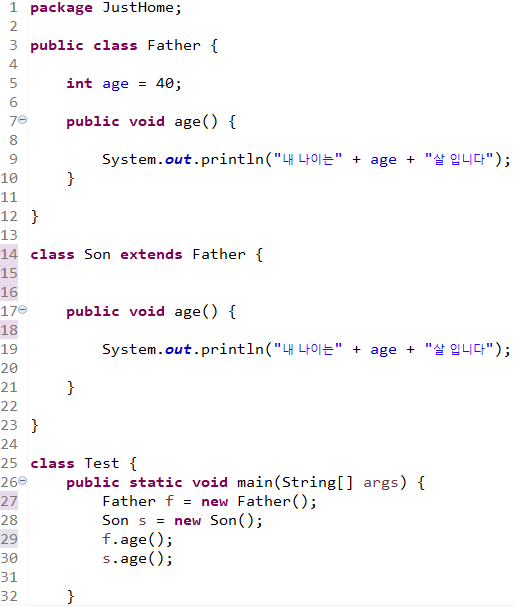 1 package JustHome;
2
3 public class Father {
4
5     int age = 40;
6
7     public void age() {
8
9         System.out.println("내 나이는" + age + "살 입니다");
10     }
11
12 }
13
14 class Son extends Father {
15
16
17     public void age() {
18
19         System.out.println("내 나이는" + age + "살 입니다");
20
21     }
22
23 }
24
25 class Test {
26     public static void main(String[] args) {
27         Father f = new Father();
28         Son s = new Son();
29         f.age();
30         s.age();
31
32     }